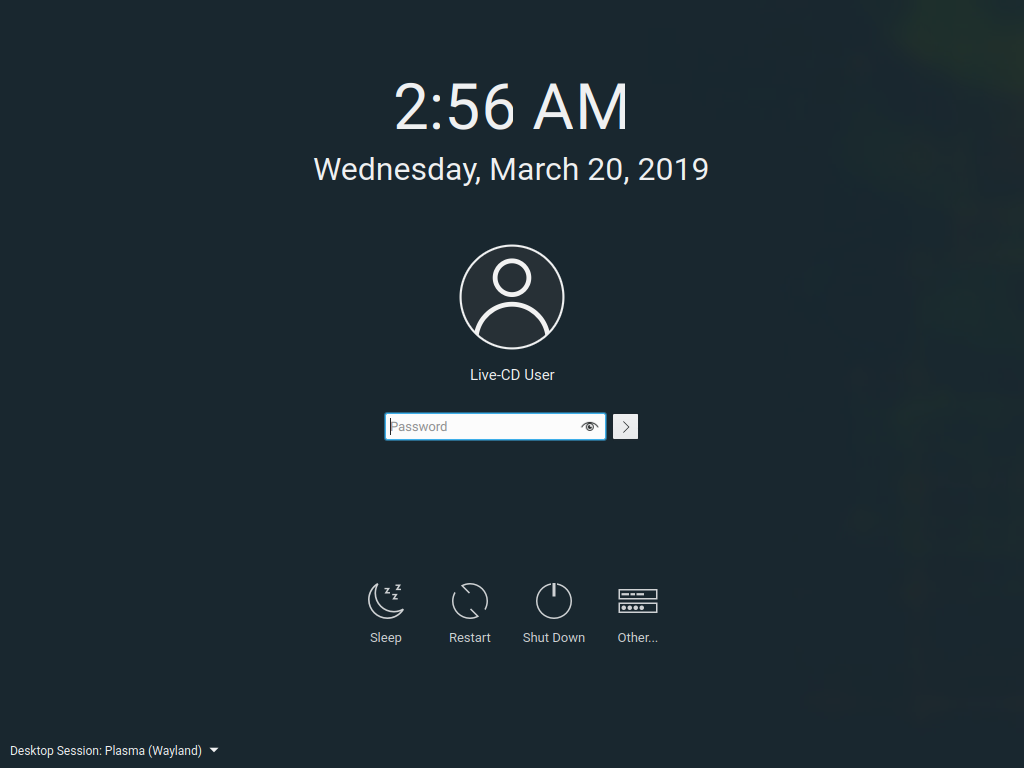 2:56 AM
Wednesday, March 20, 2019
Live-CD User
Password
Sleep
Restart
Shut Down
Other...
Desktop Session: Plasma (Wayland)